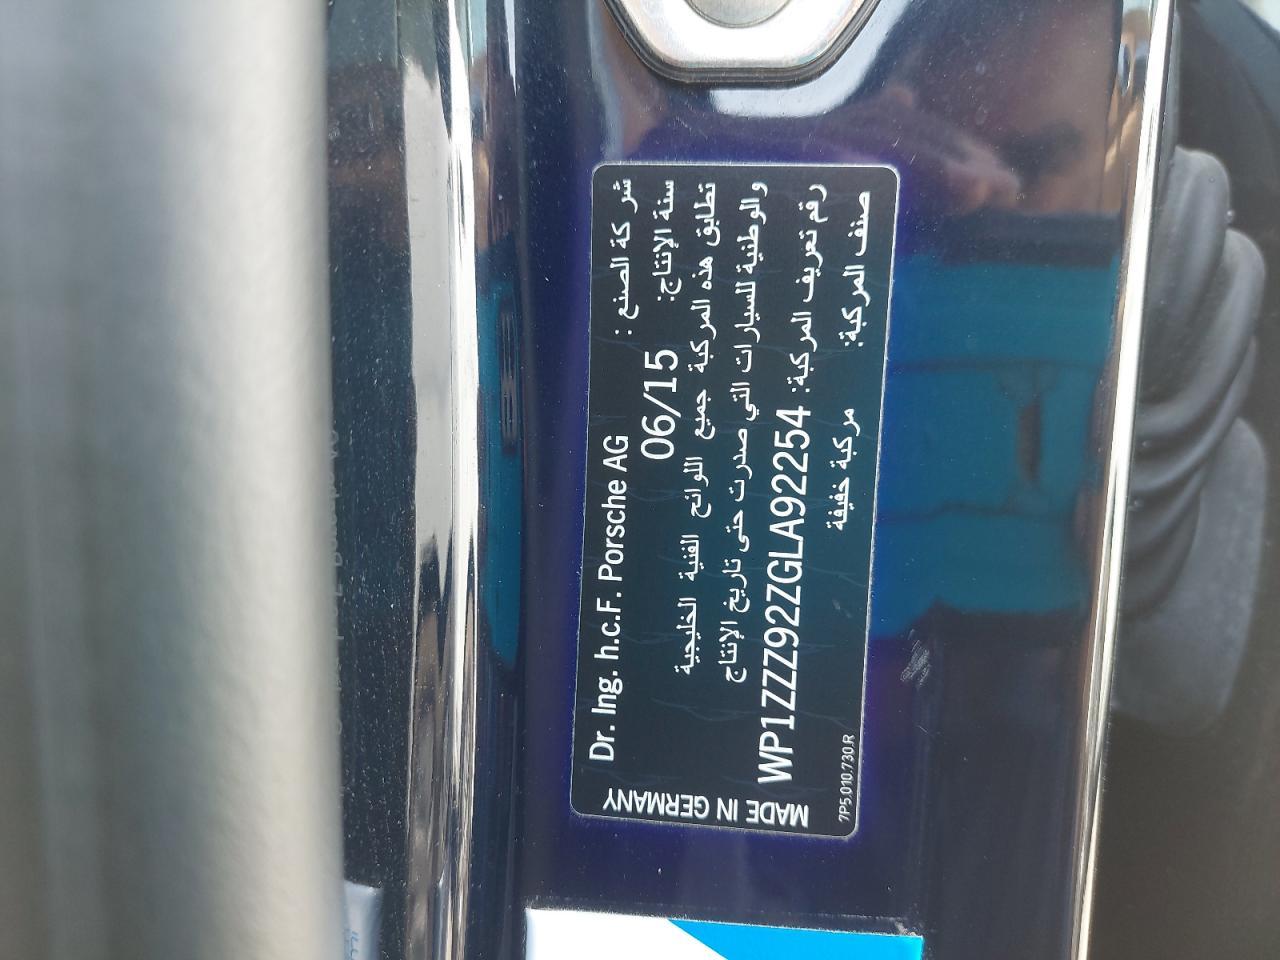 شركة الصنع : Dr. Ing. h.c.F. Porsche AG
سنة الإنتاج: 06/15
تطابق هذه المركبة جميع اللوائح الفنية الخليجية
والوطنية للسيارات التي صدرت حتى تاريخ الإنتاج
رقم تعريف المركبة: WP1ZZZ92ZGLA92254
صنف المركبة: مركبة خفيفة
MADE IN GERMANY
7P5.010.730.R